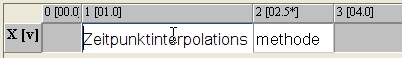 0 [00.0 1 [01.0] 2 [02.5*] 3 [04.0]
X [v] Zeitpunktinterpolations methode